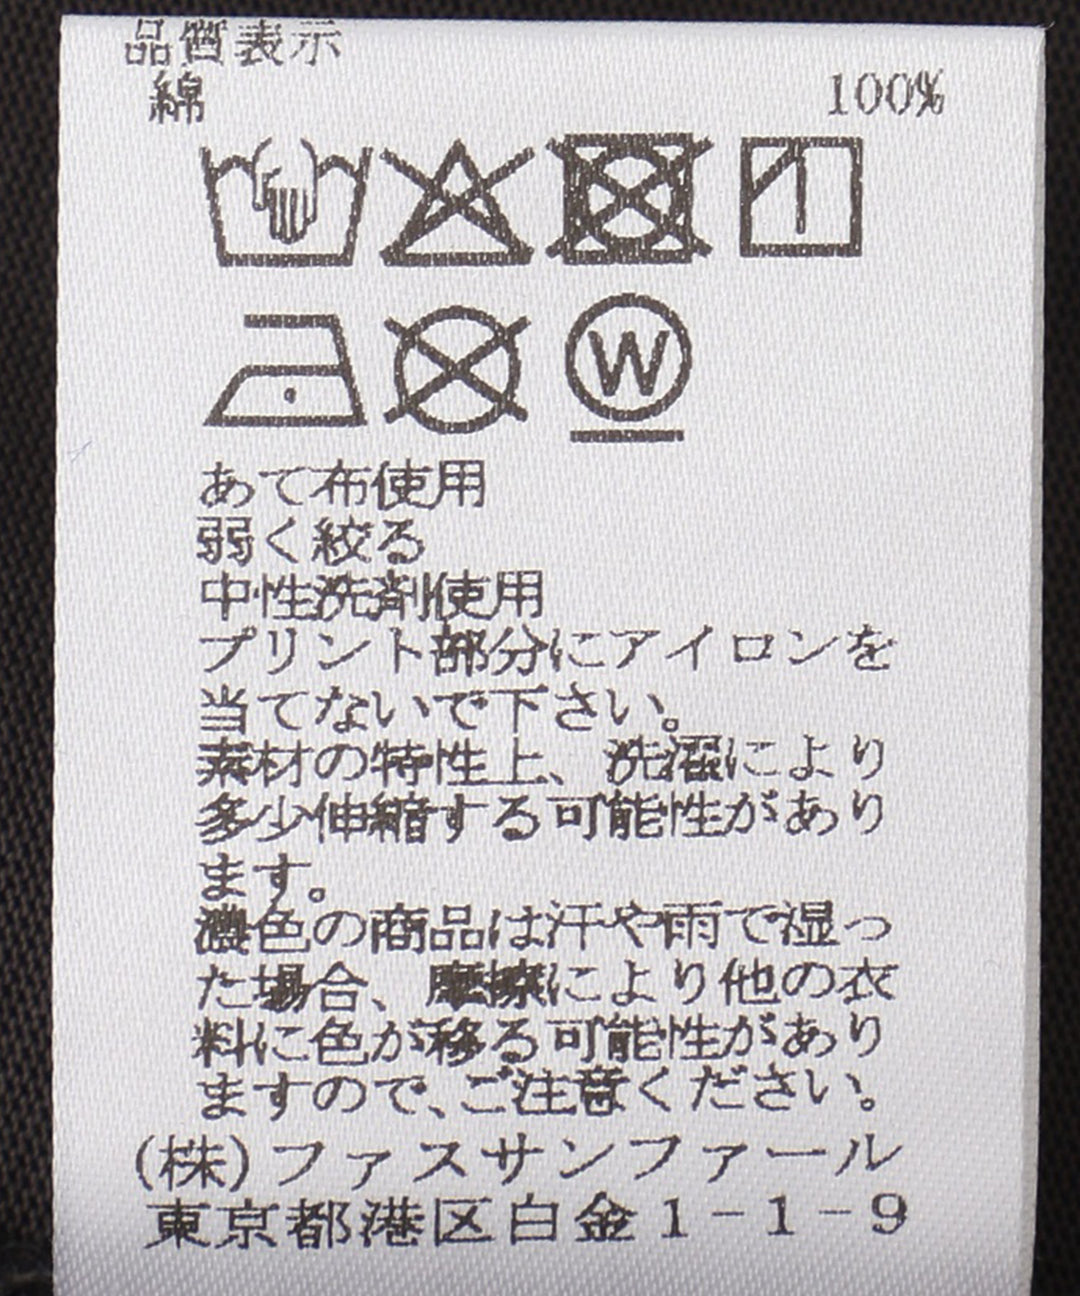 品質表示
綿 100%
W
あて布使用
弱く絞る
中性洗剤使用
プリント部分にアイロンを
当てないで下さい。
素材の特性上、洗濯により
多少伸縮する可能性があり
ます。
濃色の商品は汗や雨で湿っ
た場合、摩擦により他の衣
料に色が移る可能性があり
ますので、ご注意ください。
(株)ファスサンファール
東京都港区白金1-1-9